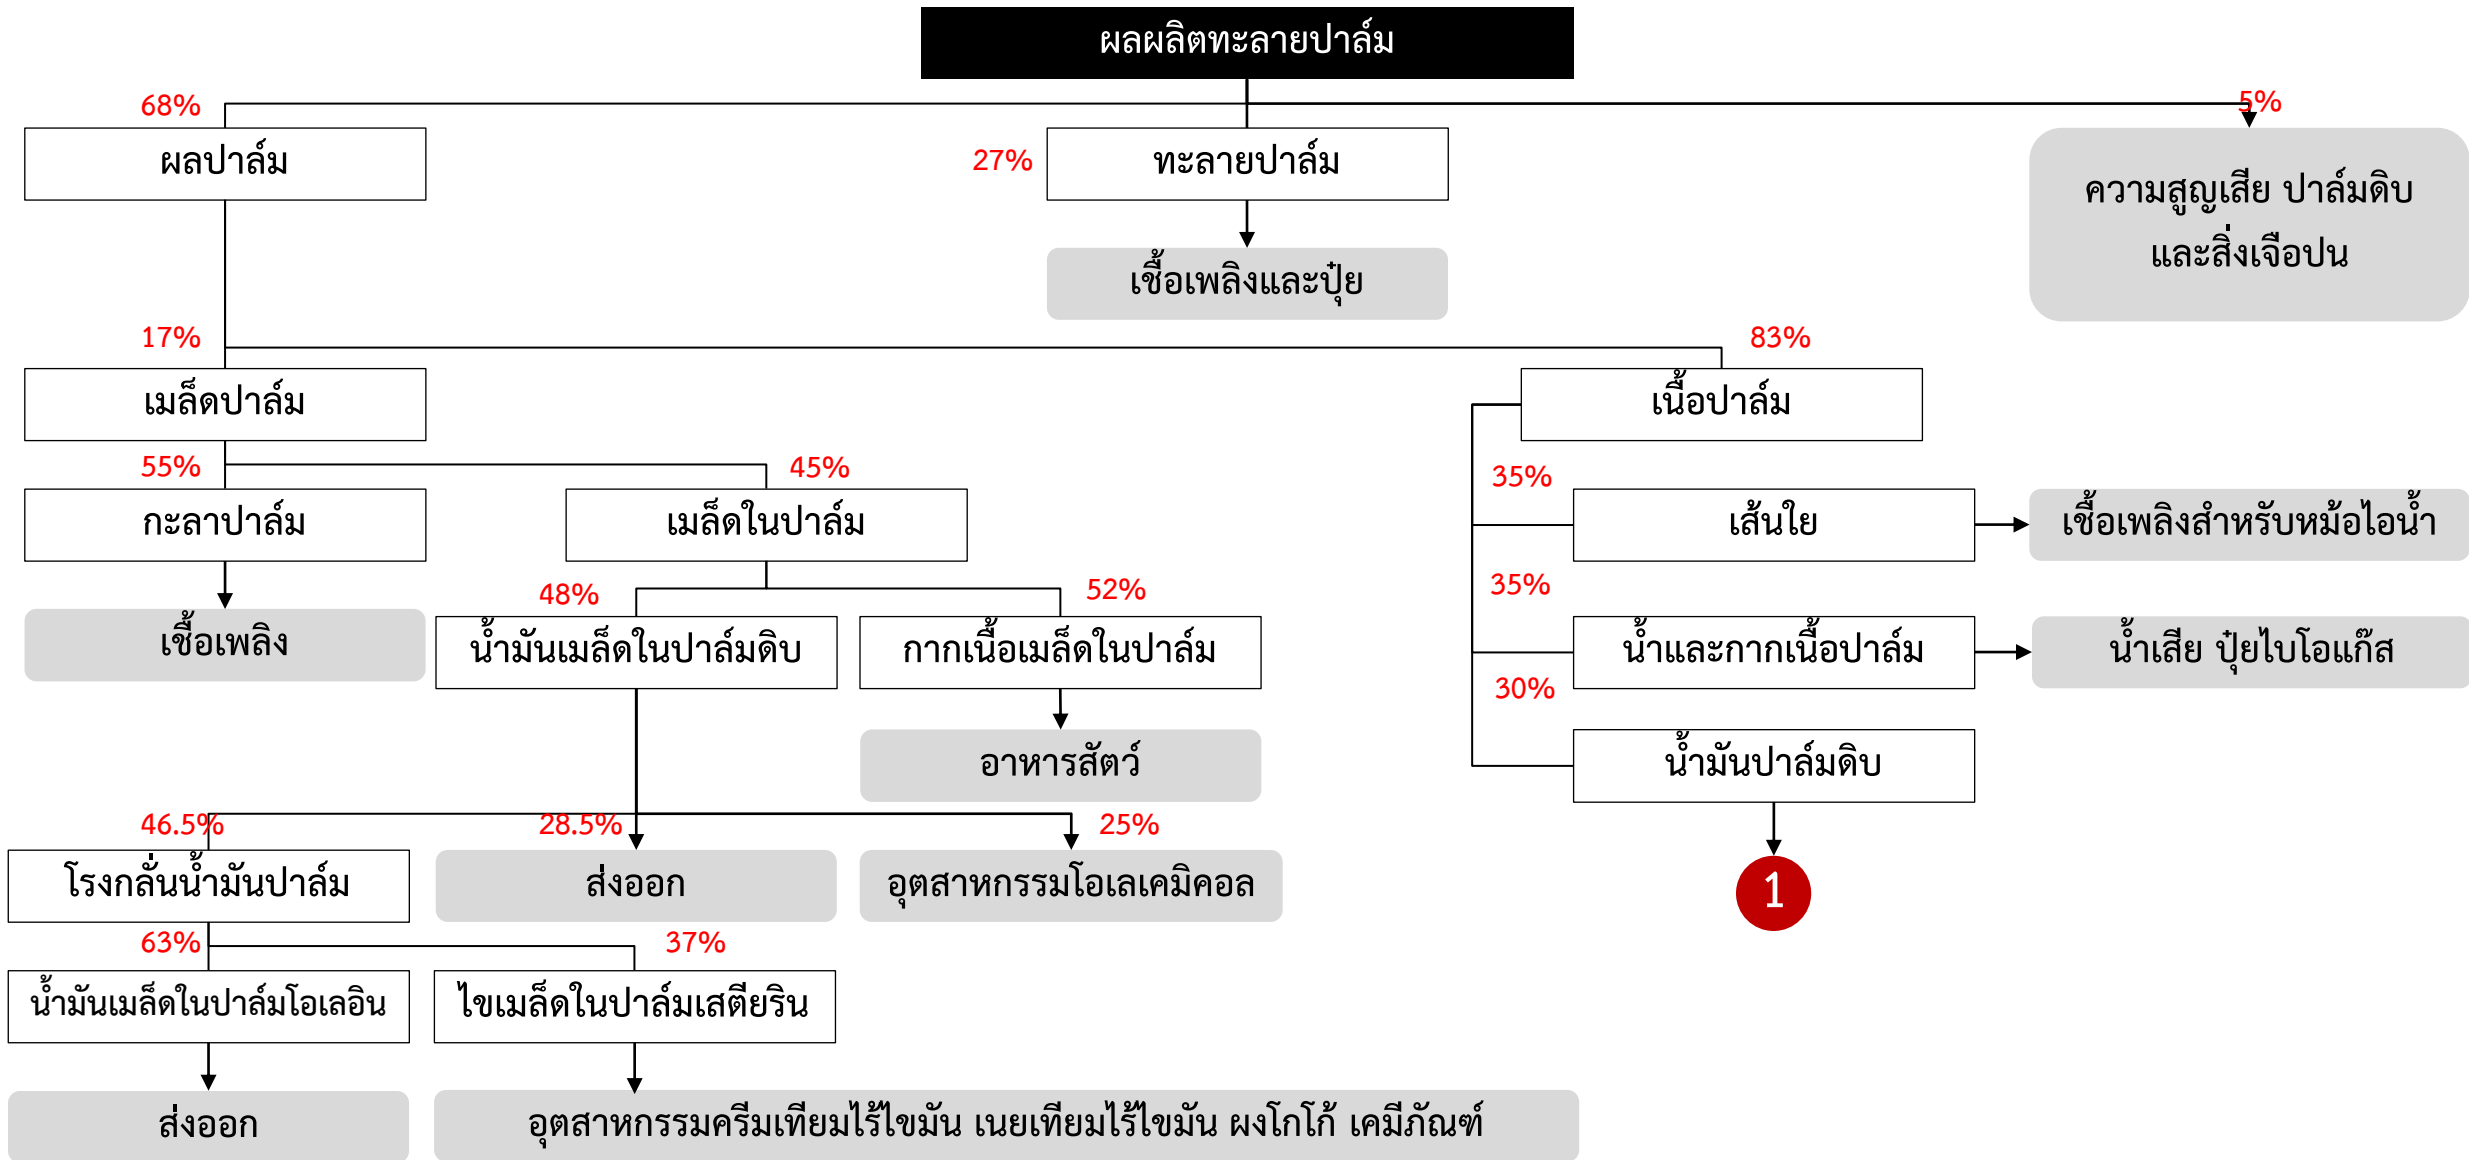 ผลผลิตทะลายปาล์ม
68%
5%
ผลปาล์ม
27%
ทะลายปาล์ม
ความสูญเสีย ปาล์มดิบ
และสิ่งเจือปน
เชื้อเพลิงและปุ๋ย
17%
83%
เมล็ดปาล์ม
เนื้อปาล์ม
55%
45%
35%
กะลาปาล์ม
เมล็ดในปาล์ม
เส้นใย
เชื้อเพลิงสำหรับหม้อไอน้ำ
48%
52%
35%
เชื้อเพลิง
น้ำมันเมล็ดในปาล์มดิบ
กากเนื้อเมล็ดในปาล์ม
น้ำและกากเนื้อปาล์ม
น้ำเสีย ปุ๋ยไบโอแก๊ส
30%
อาหารสัตว์
น้ำมันปาล์มดิบ
46.5%
28.5%
25%
โรงกลั่นน้ำมันปาล์ม
ส่งออก
อุตสาหกรรมโอเลเคมิคอล
1
63%
37%
น้ำมันเมล็ดในปาล์มโอเลอิน
ไขเมล็ดในปาล์มเสตียริน
ส่งออก
อุตสาหกรรมครีมเทียมไร้ไขมัน เนยเทียมไร้ไขมัน ผงโกโก้ เคมีภัณฑ์